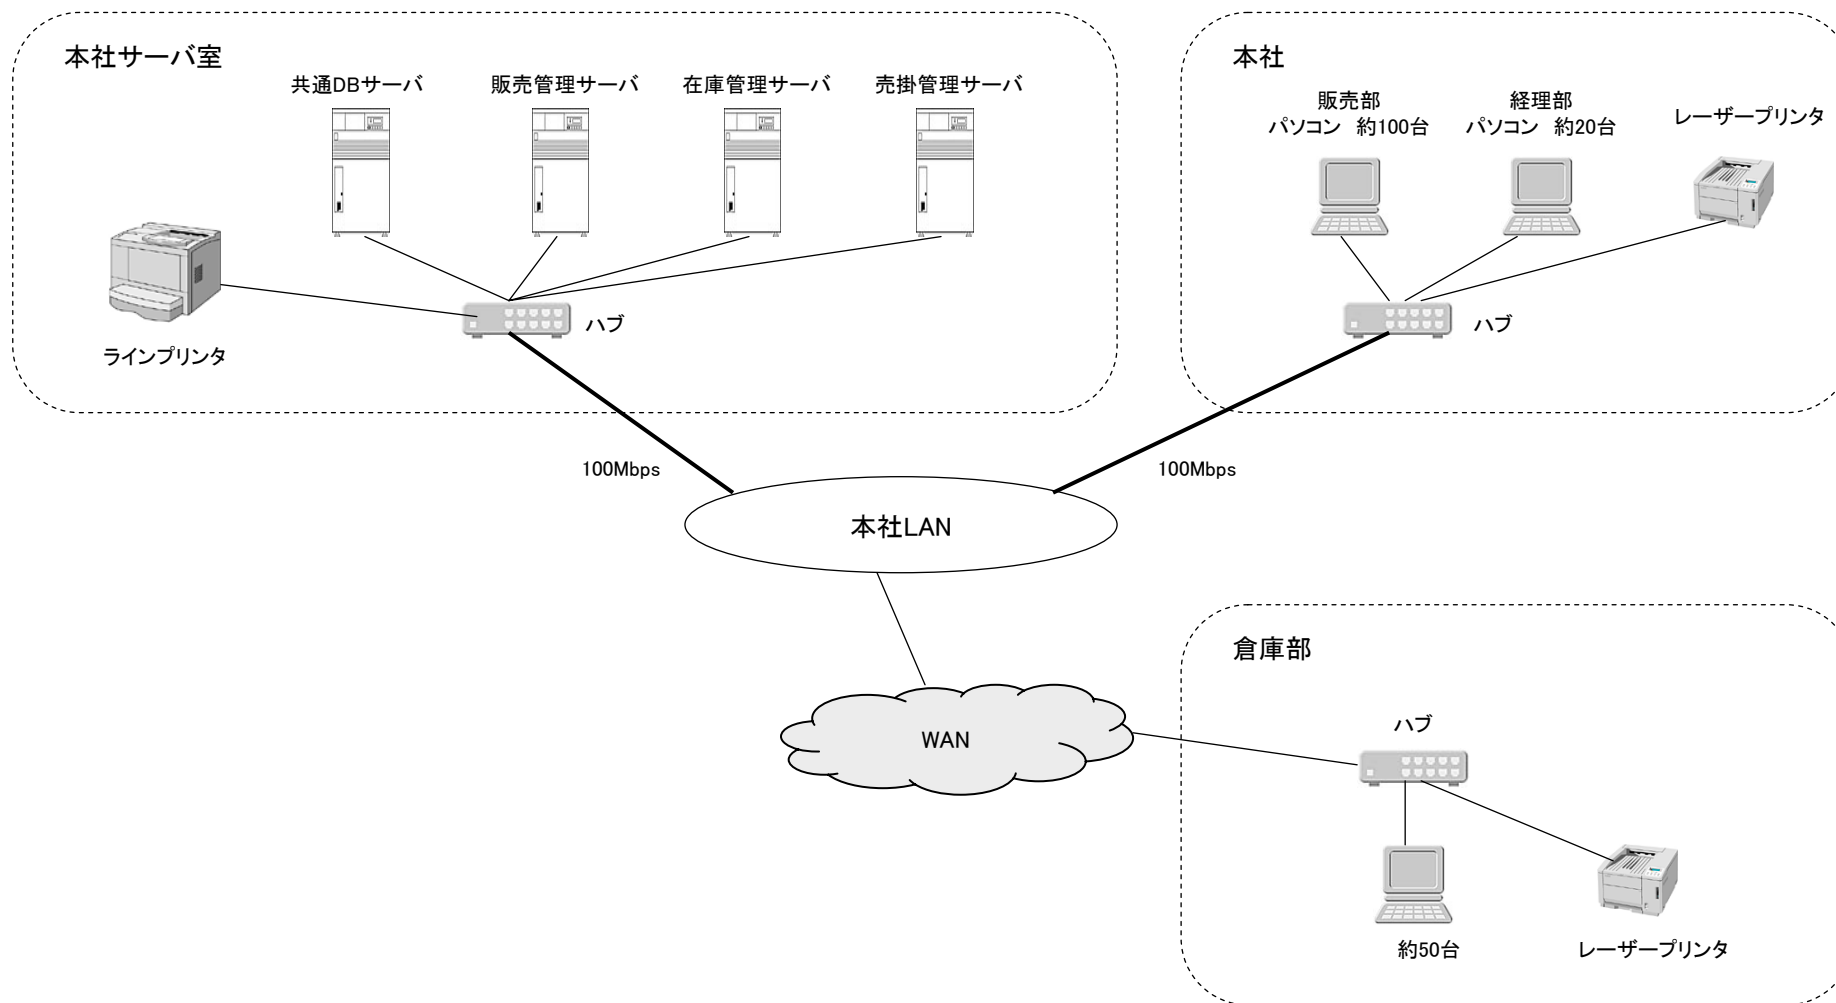 本社サーバ室
共通DBサーバ
販売管理サーバ
在庫管理サーバ
売掛管理サーバ
ラインプリンタ
ハブ
本社
販売部
パソコン　約100台
経理部
パソコン　約20台
レーザープリンタ
ハブ
100Mbps
100Mbps
本社LAN
WAN
倉庫部
ハブ
約50台
レーザープリンタ